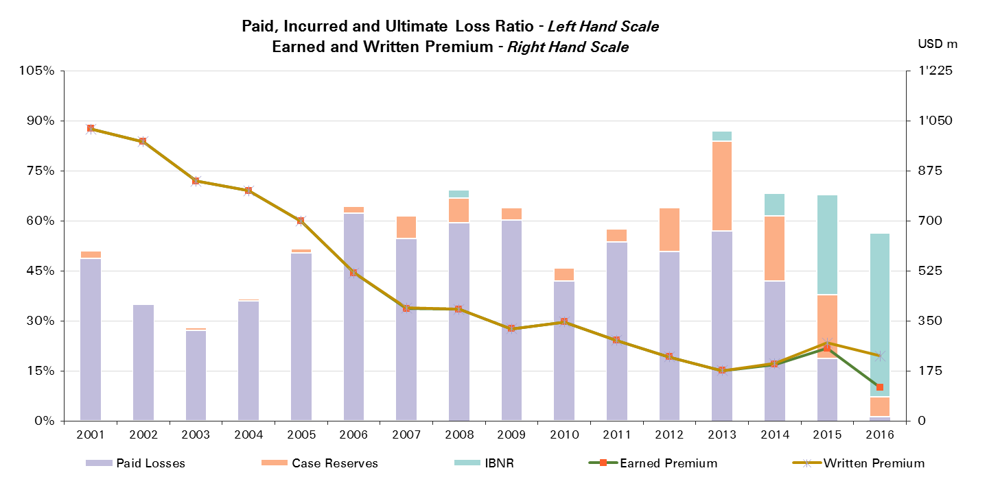 Paid, Incurred and Ultimate Loss Ratio - Left Hand Scale
Earned and Written Premium - Right Hand Scale
USD m
105% 1'225
90% 1'050
75% 875
60% 700
45% 525
30% 350
15% 175
0% 0
2001 2002 2003 2004 2005 2006 2007 2008 2009 2010 2011 2012 2013 2014 2015 2016
Paid Losses Case Reserves IBNR Earned Premium Written Premium